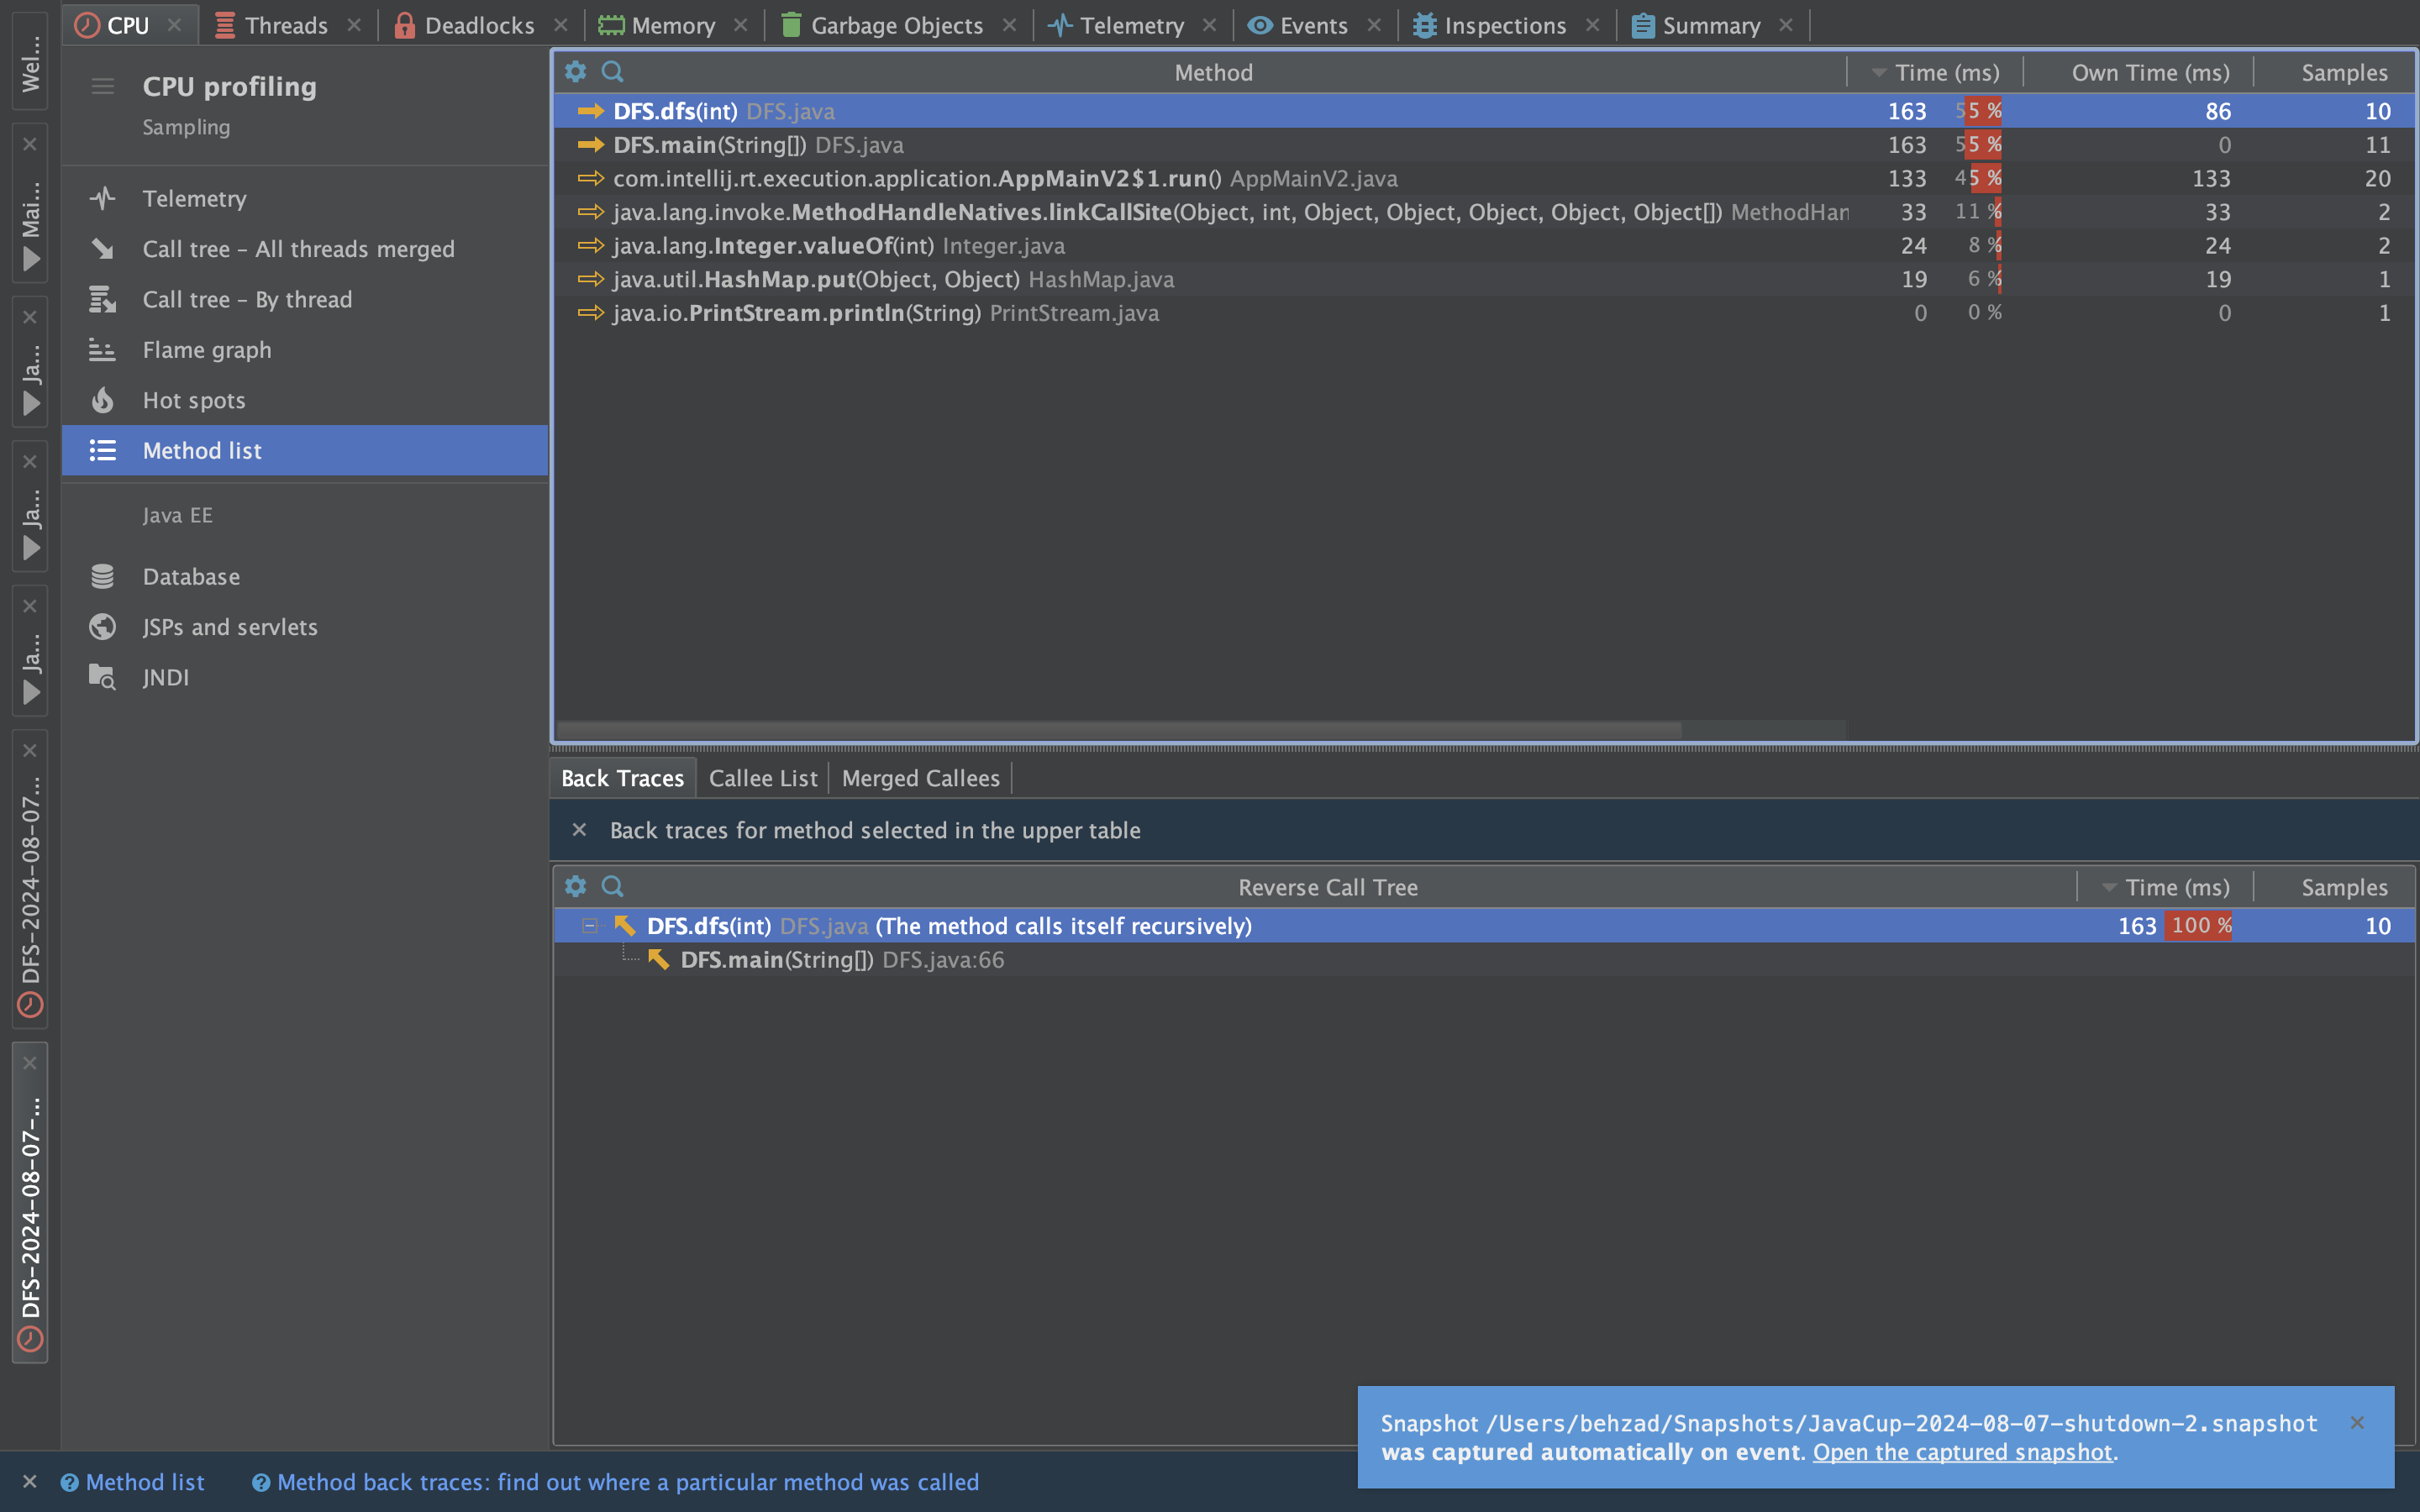 CPU Threads Deadlocks Memory Garbage Objects Telemetry Events Inspections Summary
Wel...
Mai...
Ja...
Ja...
Ja...
DFS-2024-08-07...
DFS-2024-08-07-...
CPU profiling
Sampling
Telemetry
Call tree – All threads merged
Call tree – By thread
Flame graph
Hot spots
Method list
Java EE
Database
JSPs and servlets
JNDI
Method Time (ms) Own Time (ms) Samples
DFS.dfs(int) DFS.java 163 55 % 86 10
DFS.main(String[]) DFS.java 163 55 % 0 11
com.intellij.rt.execution.application.AppMainV2$1.run() AppMainV2.java 133 45 % 133 20
java.lang.invoke.MethodHandleNatives.linkCallSite(Object, int, Object, Object, Object, Object, Object[]) MethodHan 33 11 % 33 2
java.lang.Integer.valueOf(int) Integer.java 24 8 % 24 2
java.util.HashMap.put(Object, Object) HashMap.java 19 6 % 19 1
java.io.PrintStream.println(String) PrintStream.java 0 0 % 0 1
Back Traces Callee List Merged Callees
Back traces for method selected in the upper table
Reverse Call Tree Time (ms) Samples
DFS.dfs(int) DFS.java (The method calls itself recursively) 163 100 % 10
DFS.main(String[]) DFS.java:66
Snapshot /Users/behzad/Snapshots/JavaCup-2024-08-07-shutdown-2.snapshot
was captured automatically on event. Open the captured snapshot.
Method list Method back traces: find out where a particular method was called